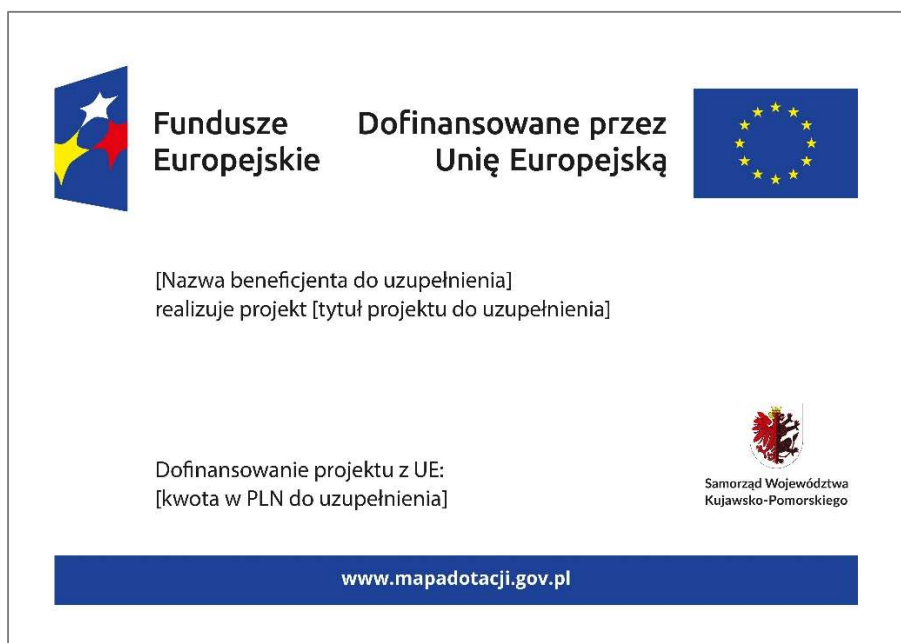 Fundusze
Europejskie
Dofinansowane przez
Unię Europejską
[Nazwa beneficjenta do uzupełnienia]
realizuje projekt [tytuł projektu do uzupełnienia]
Dofinansowanie projektu z UE:
[kwota w PLN do uzupełnienia]
Samorząd Województwa
Kujawsko-Pomorskiego
www.mapadotacji.gov.pl